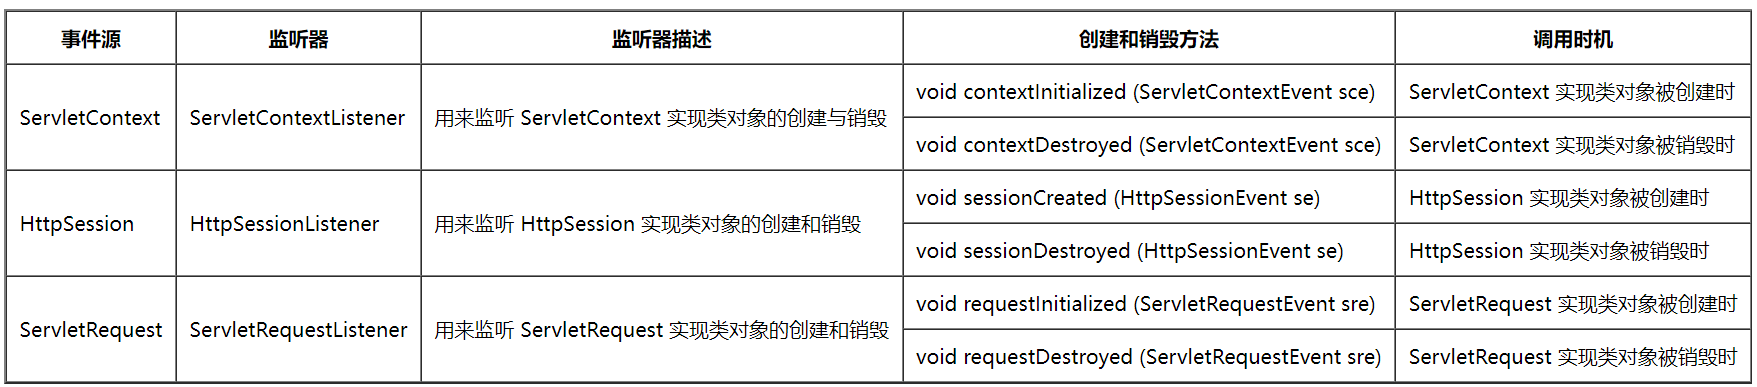 事件源 监听器 监听器描述 创建和销毁方法 调用时机
ServletContext ServletContextListener 用来监听 ServletContext 实现类对象的创建与销毁 void contextInitialized (ServletContextEvent sce) ServletContext 实现类对象被创建时
void contextDestroyed (ServletContextEvent sce) ServletContext 实现类对象被销毁时
HttpSession HttpSessionListener 用来监听 HttpSession 实现类对象的创建和销毁 void sessionCreated (HttpSessionEvent se) HttpSession 实现类对象被创建时
void sessionDestroyed (HttpSessionEvent se) HttpSession 实现类对象被销毁时
ServletRequest ServletRequestListener 用来监听 ServletRequest 实现类对象的创建和销毁 void requestInitialized (ServletRequestEvent sre) ServletRequest 实现类对象被创建时
void requestDestroyed (ServletRequestEvent sre) ServletRequest 实现类对象被销毁时